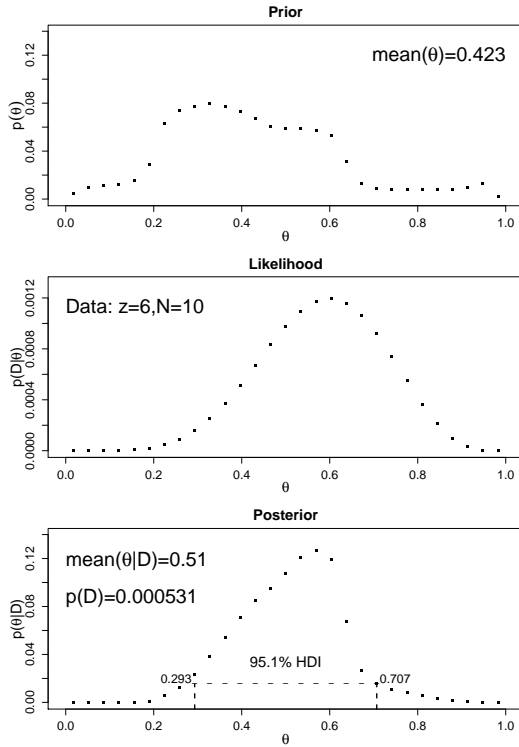 Prior
mean(θ)=0.423
p(θ)
0.00 0.04 0.08 0.12
0.0 0.2 0.4 0.6 0.8 1.0
θ
Likelihood
Data: z=6,N=10
p(D|θ)
0.0000 0.0004 0.0008 0.0012
0.0 0.2 0.4 0.6 0.8 1.0
θ
Posterior
mean(θ|D)=0.51
p(D)=0.000531
p(θ|D)
0.00 0.04 0.08 0.12
95.1% HDI
0.293 0.707
0.0 0.2 0.4 0.6 0.8 1.0
θ